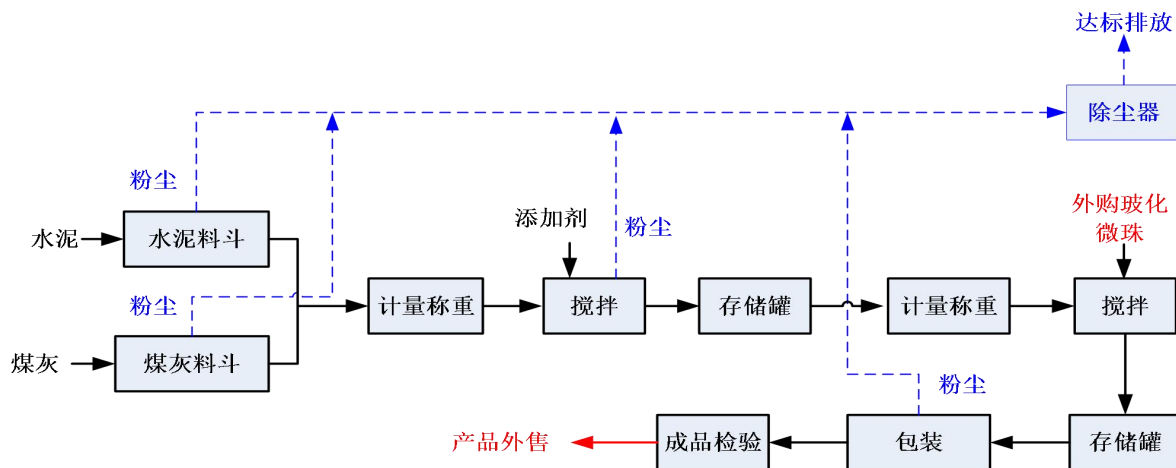 达标排放
除尘器
粉尘
水泥
水泥料斗
添加剂
粉尘
外购玻化
微珠
粉尘
计量称重
搅拌
存储罐
计量称重
搅拌
煤灰
煤灰料斗
粉尘
产品外售
成品检验
包装
存储罐